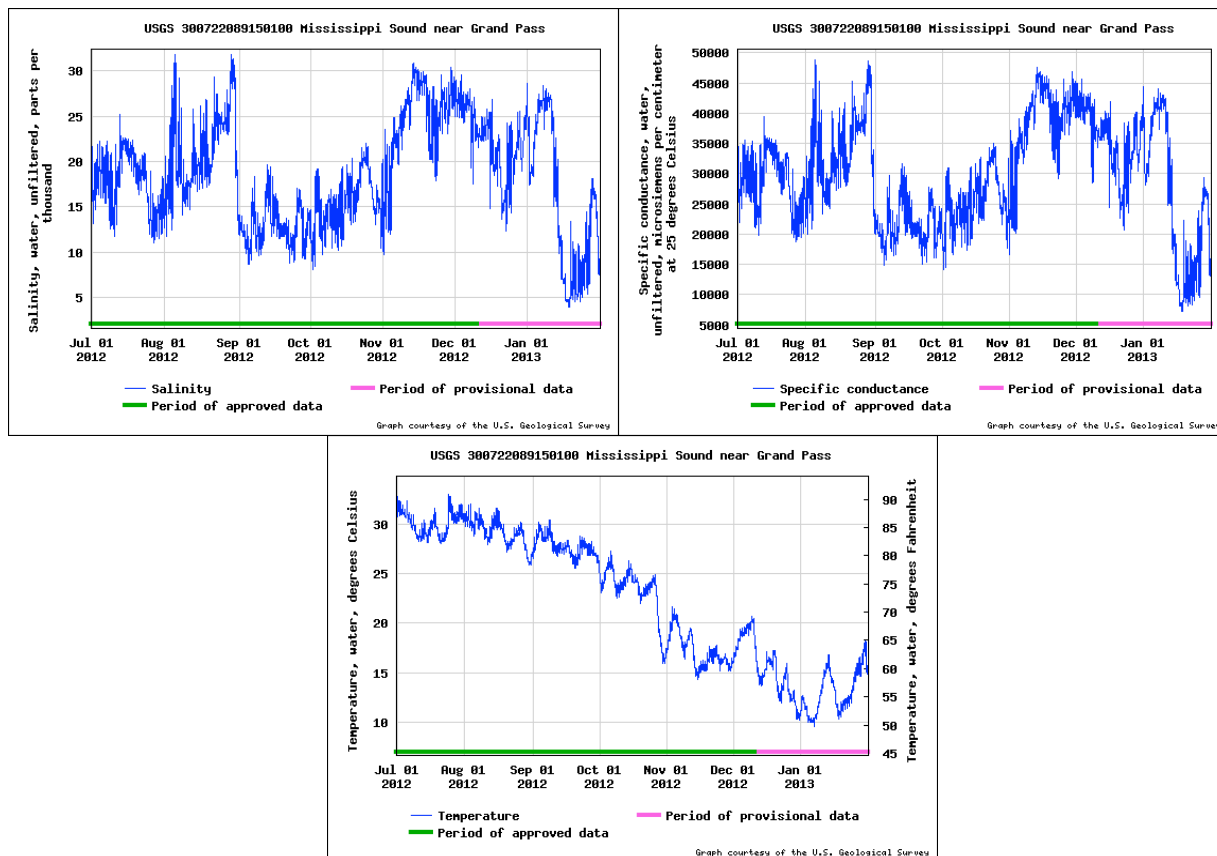 USGS 300722089150100 Mississippi Sound near Grand Pass
Salinity, water, unfiltered, parts per
thousand
30
25
20
15
10
5
Jul 01 Aug 01 Sep 01 Oct 01 Nov 01 Dec 01 Jan 01
2012 2012 2012 2012 2012 2012 2013
Salinity Period of provisional data
Period of approved data
Graph courtesy of the U.S. Geological Survey
USGS 300722089150100 Mississippi Sound near Grand Pass
Specific conductance, water,
unfiltered, microsiemens per centimeter
at 25 degrees Celsius
50000
45000
40000
35000
30000
25000
20000
15000
10000
5000
Jul 01 Aug 01 Sep 01 Oct 01 Nov 01 Dec 01 Jan 01
2012 2012 2012 2012 2012 2012 2013
Specific conductance Period of provisional data
Period of approved data
Graph courtesy of the U.S. Geological Survey
USGS 300722089150100 Mississippi Sound near Grand Pass
Temperature, water, degrees Celsius
30
25
20
15
10
Temperature, water, degrees Fahrenheit
90
85
80
75
70
65
60
55
50
45
Jul 01 Aug 01 Sep 01 Oct 01 Nov 01 Dec 01 Jan 01
2012 2012 2012 2012 2012 2012 2013
Temperature Period of provisional data
Period of approved data
Graph courtesy of the U.S. Geological Survey